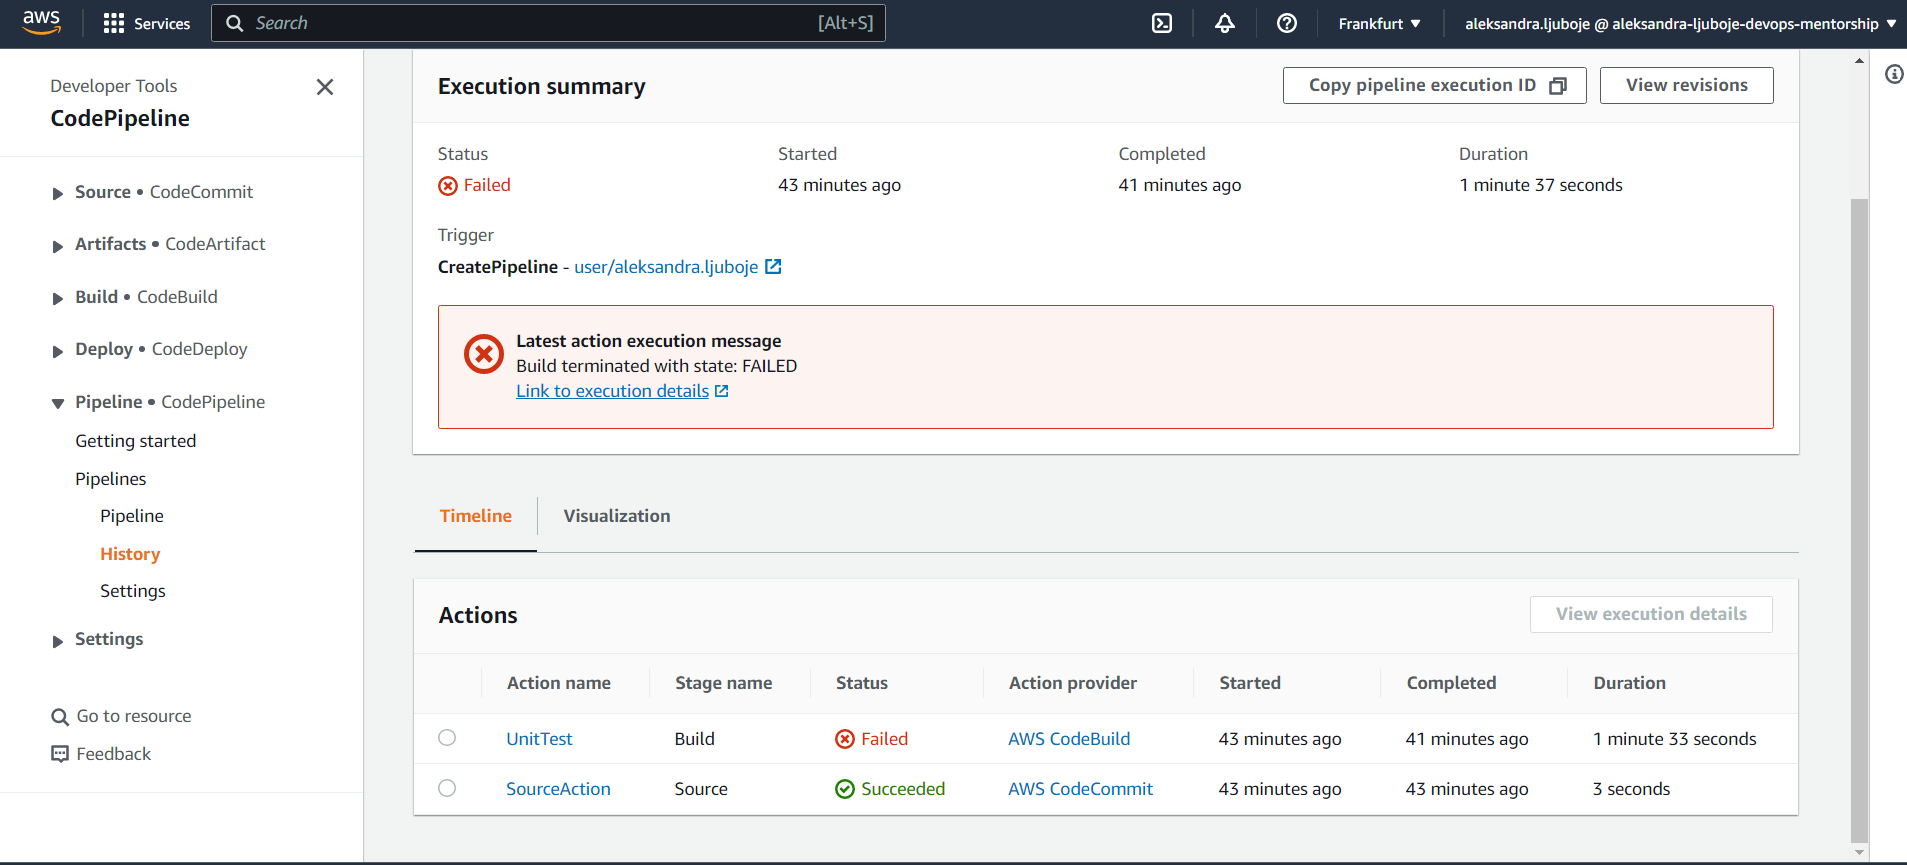 aws
Services
Search
[Alt+S]
Frankfurt
aleksandra.ljuboje @ aleksandra-ljuboje-devops-mentorship
Developer Tools
CodePipeline
Source • CodeCommit
Artifacts • CodeArtifact
Build • CodeBuild
Deploy • CodeDeploy
Pipeline • CodePipeline
Getting started
Pipelines
Pipeline
History
Settings
Settings
Go to resource
Feedback
Execution summary
Copy pipeline execution ID
View revisions
Status
Started
Completed
Duration
Failed
43 minutes ago
41 minutes ago
1 minute 37 seconds
Trigger
CreatePipeline - user/aleksandra.ljuboje
Latest action execution message
Build terminated with state: FAILED
Link to execution details
Timeline
Visualization
Actions
View execution details
Action name
Stage name
Status
Action provider
Started
Completed
Duration
UnitTest
Build
Failed
AWS CodeBuild
43 minutes ago
41 minutes ago
1 minute 33 seconds
SourceAction
Source
Succeeded
AWS CodeCommit
43 minutes ago
43 minutes ago
3 seconds